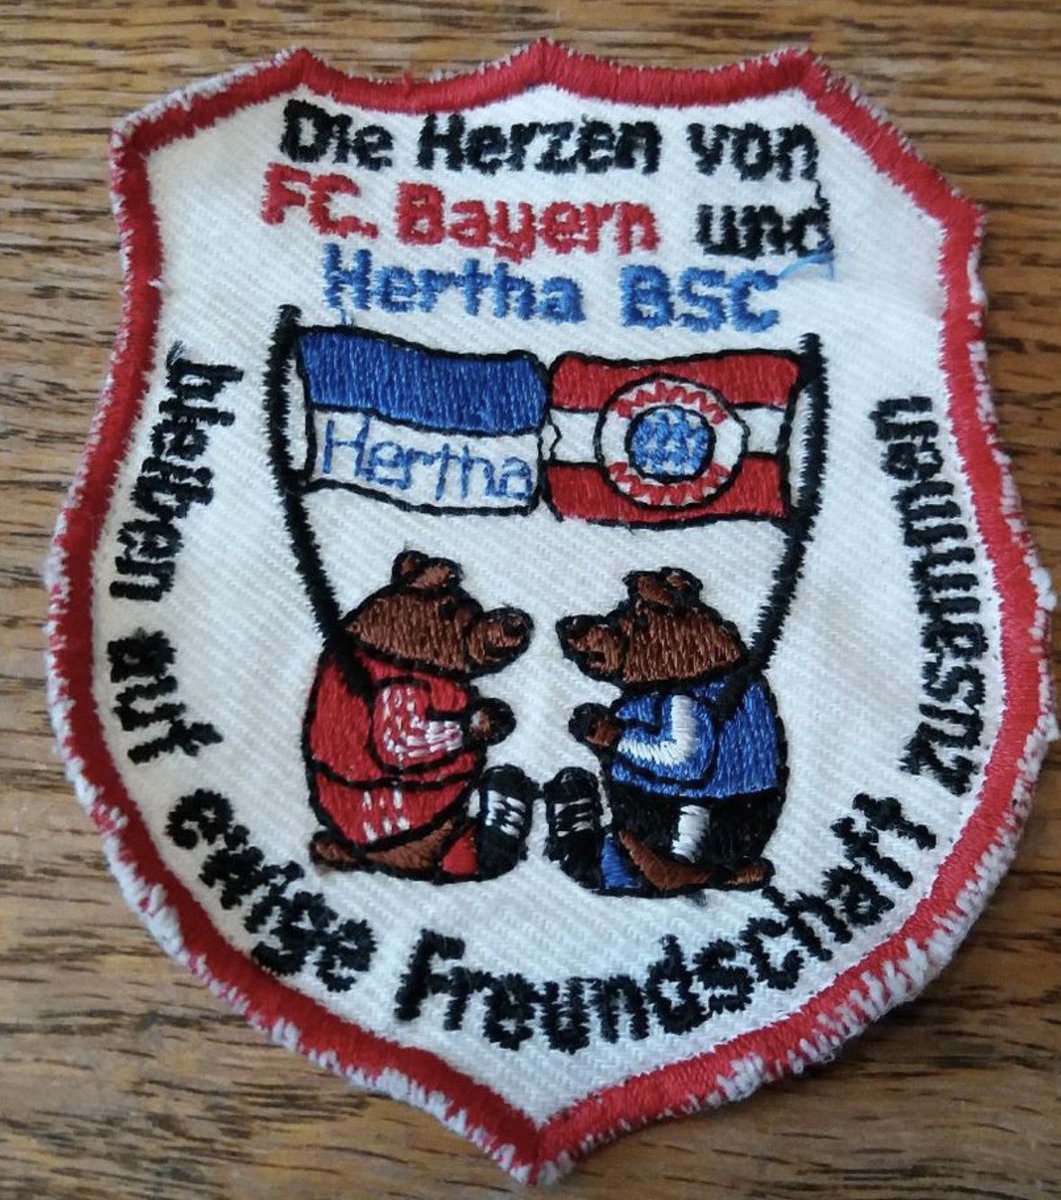 Die Herzen von
FC. Bayern und
Hertha BSC
Hertha
bleiben auf ewige Freundschaft zusammen